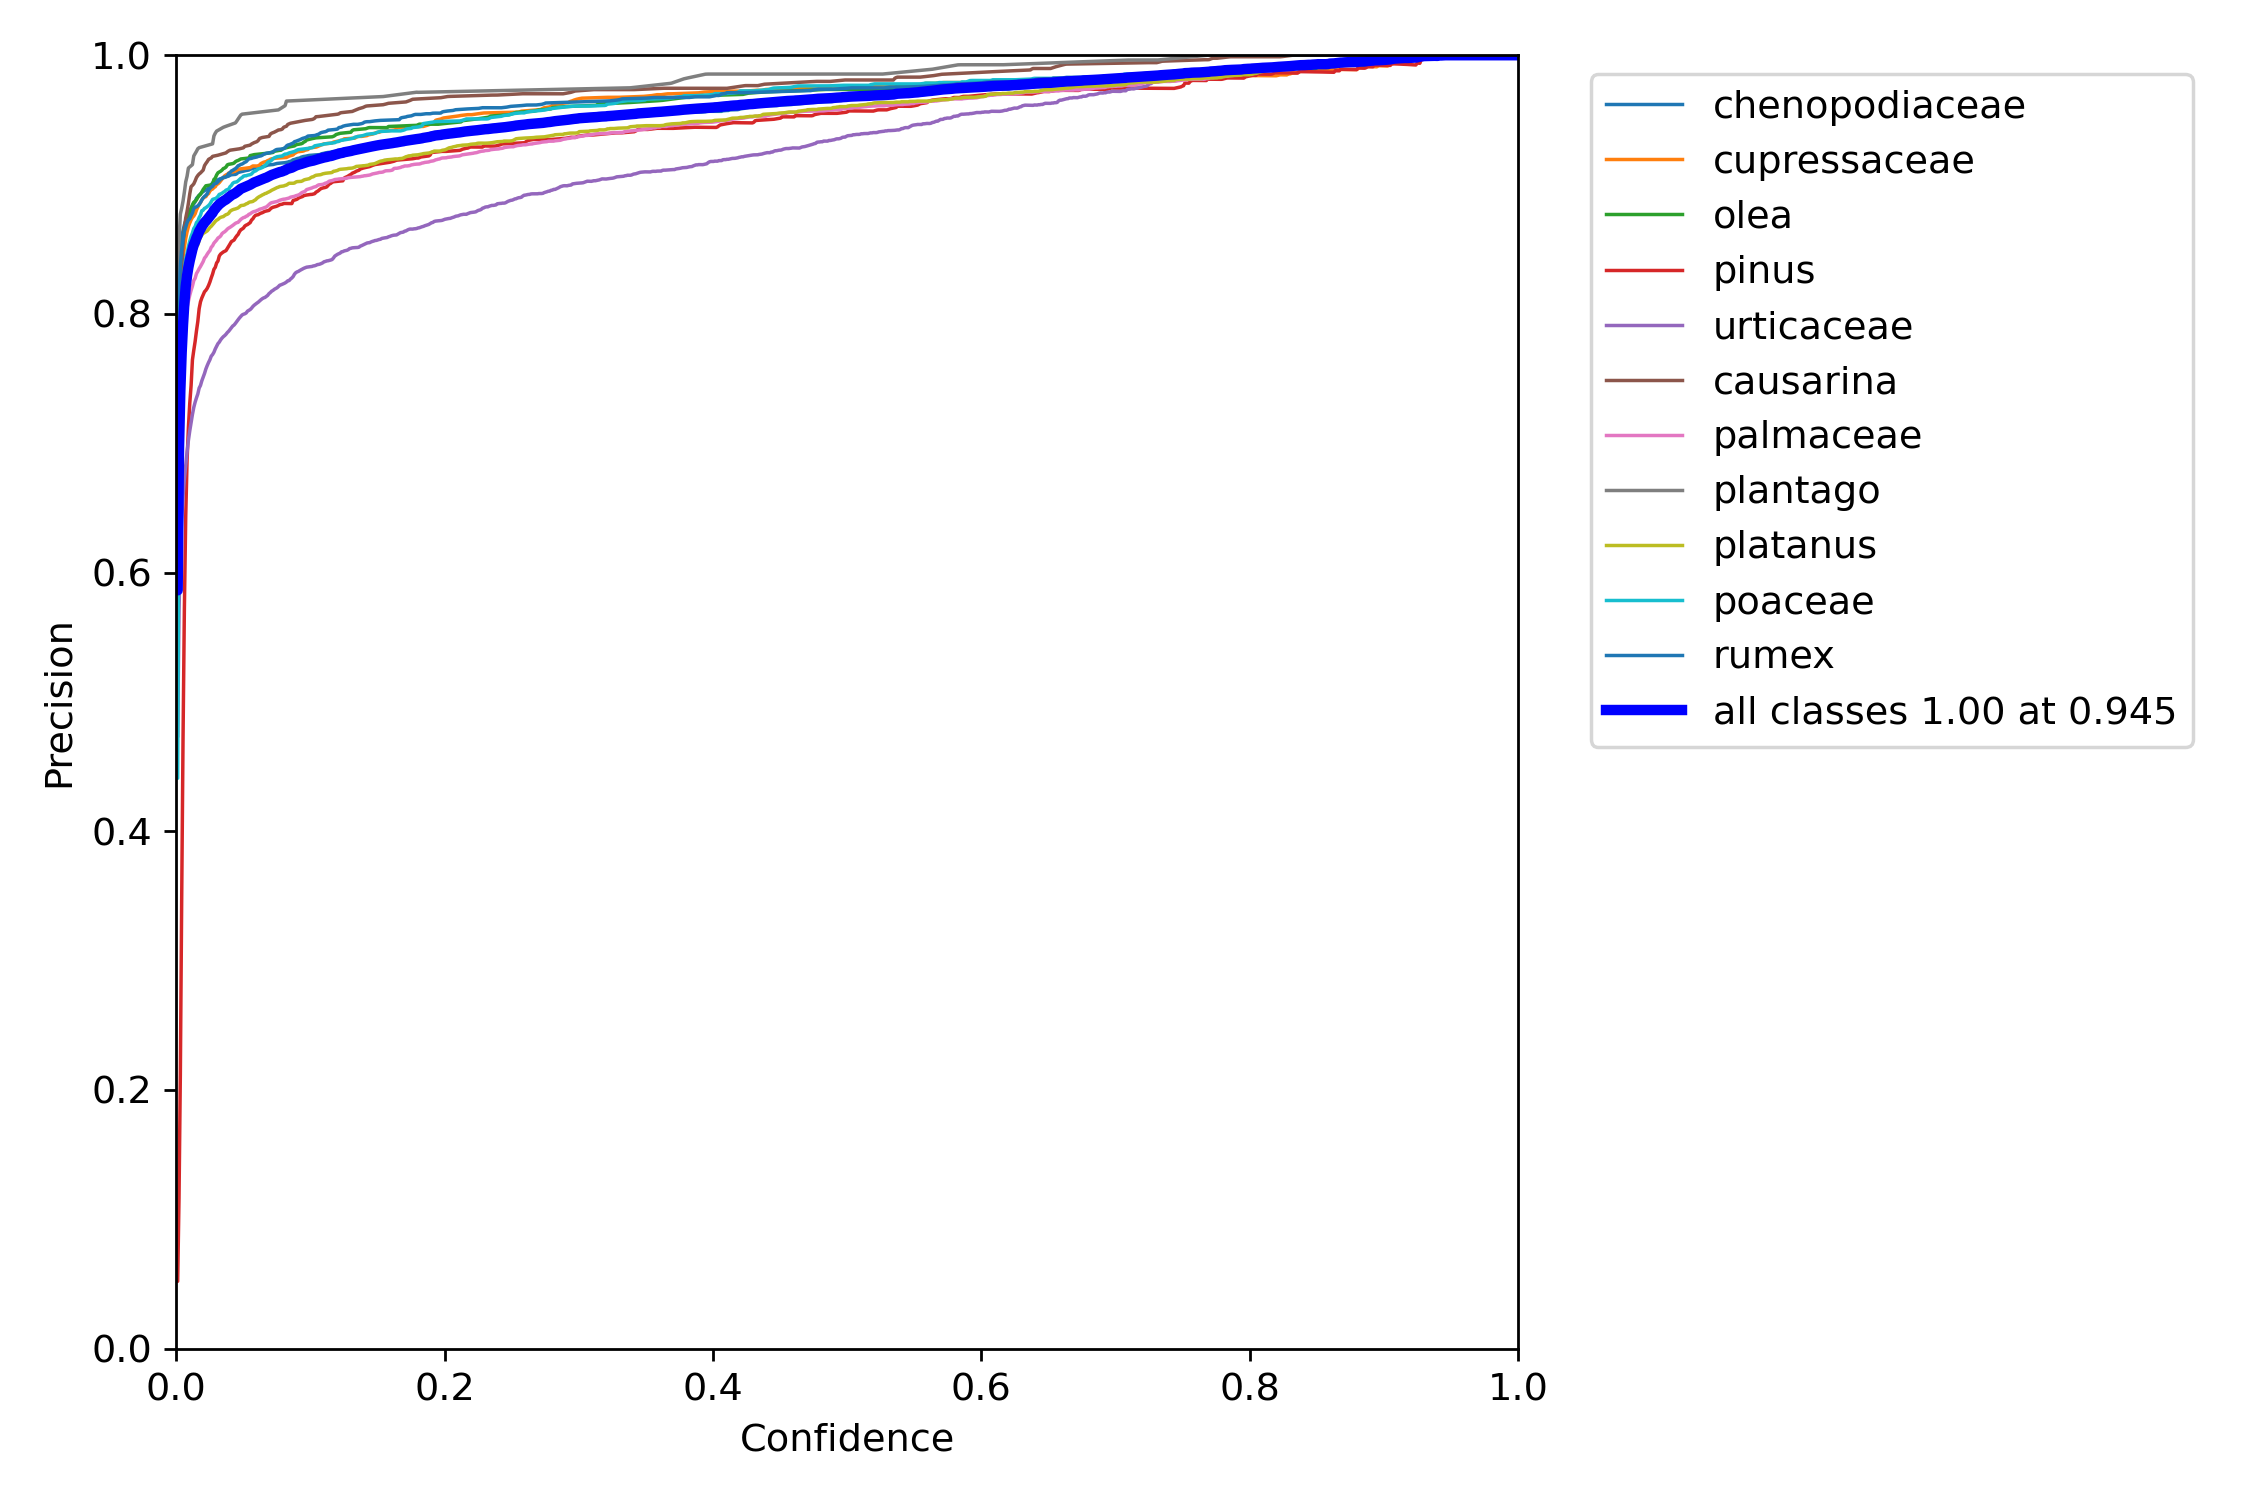 1.0
0.8
0.6
0.4
0.2
0.0
0.0 0.2 0.4 0.6 0.8 1.0
Precision
Confidence
chenopodiaceae
cupressaceae
olea
pinus
urticaceae
causarina
palmaceae
plantago
platanus
poaceae
rumex
all classes 1.00 at 0.945